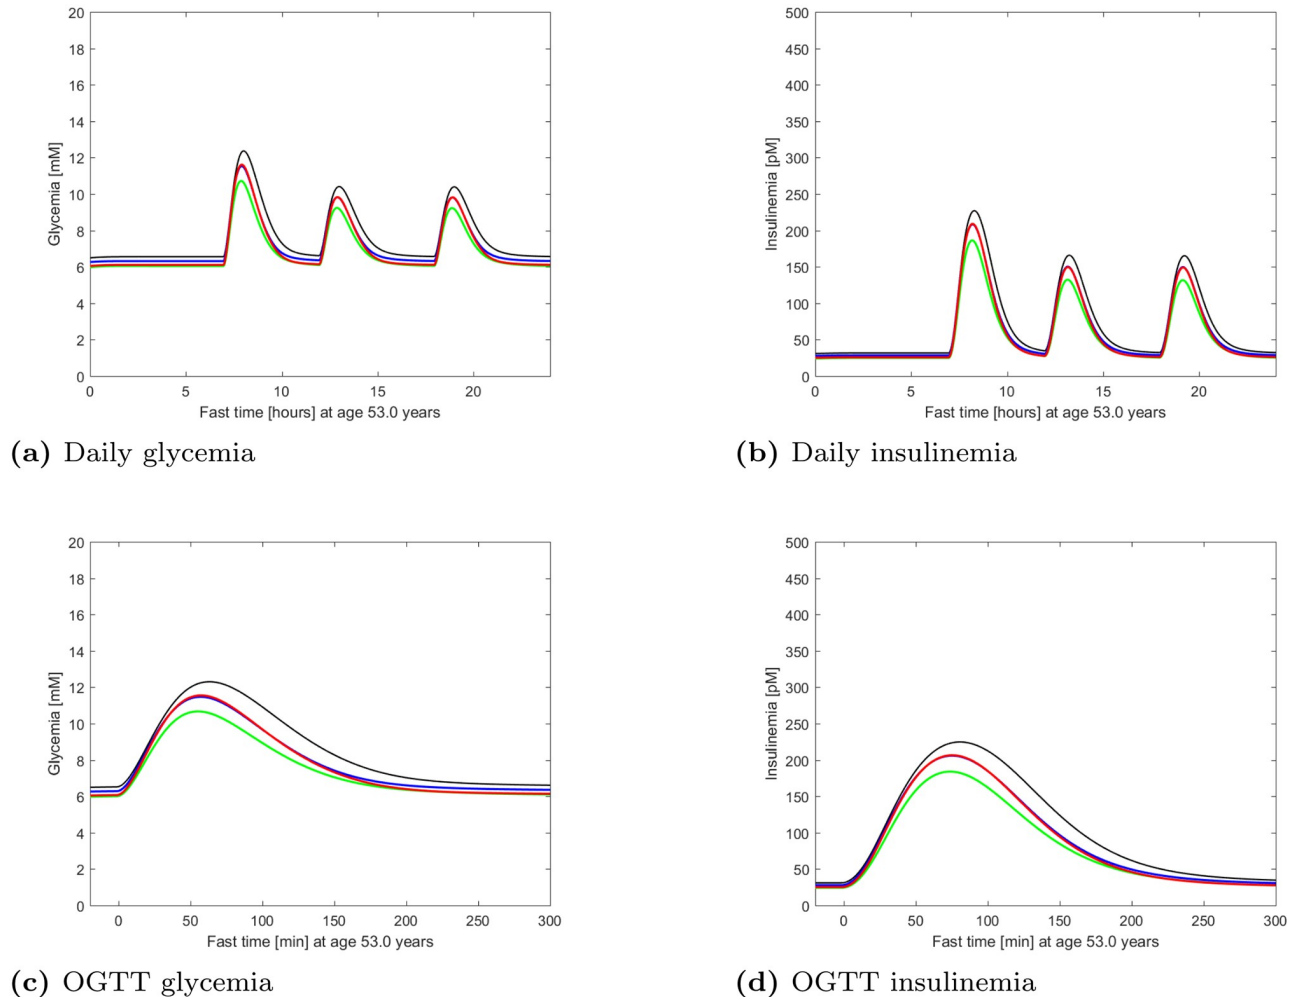 20
18
16
14
12
10
8
6
4
2
0
Glycemia [mM]
0 5 10 15 20
Fast time [hours] at age 53.0 years
(a) Daily glycemia
500
450
400
350
300
250
200
150
100
50
0
Insulinemia [pM]
0 5 10 15 20
Fast time [hours] at age 53.0 years
(b) Daily insulinemia
20
18
16
14
12
10
8
6
4
2
0
Glycemia [mM]
0 50 100 150 200 250 300
Fast time [min] at age 53.0 years
(c) OGTT glycemia
500
450
400
350
300
250
200
150
100
50
0
Insulinemia [pM]
0 50 100 150 200 250 300
Fast time [min] at age 53.0 years
(d) OGTT insulinemia